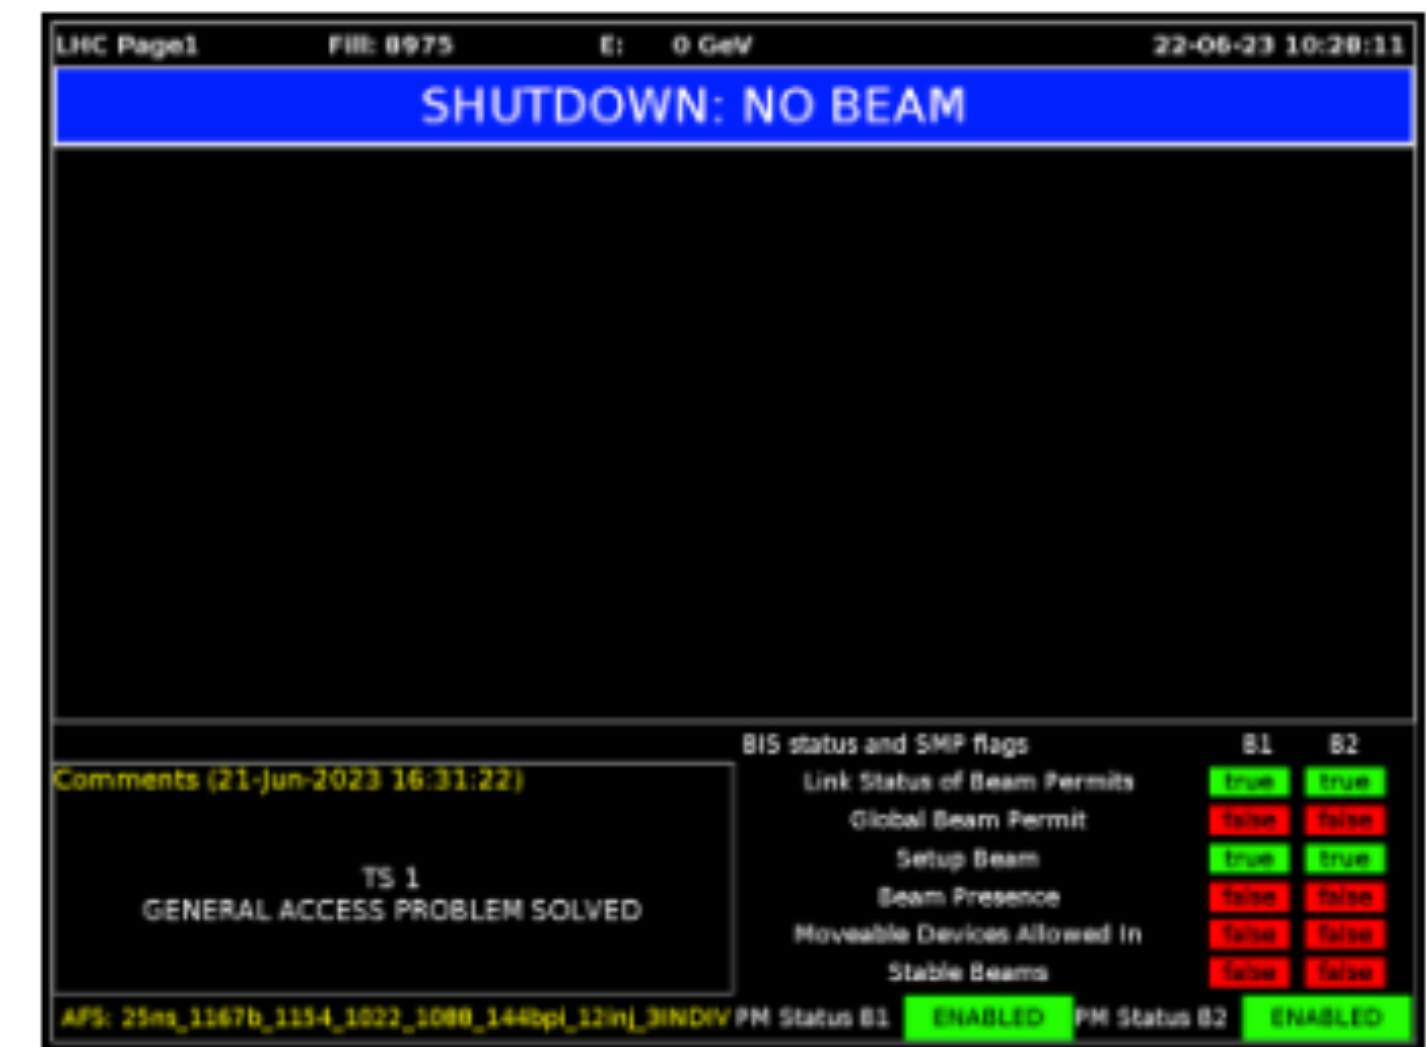 LHC Page1 Fill: 8975 E: 0 GeV 22-06-23 10:28:11
SHUTDOWN: NO BEAM
BIS status and SMP flags B1 B2
Comments (21-Jun-2023 16:31:22)
TS 1
GENERAL ACCESS PROBLEM SOLVED
Link Status of Beam Permits true true
Global Beam Permit false false
Setup Beam true true
Beam Presence false false
Moveable Devices Allowed In false false
Stable Beams false false
AFS: 25ns_1167b_1154_1022_1080_144bpi_12inj_3INDIV PM Status B1 ENABLED PM Status B2 ENABLED